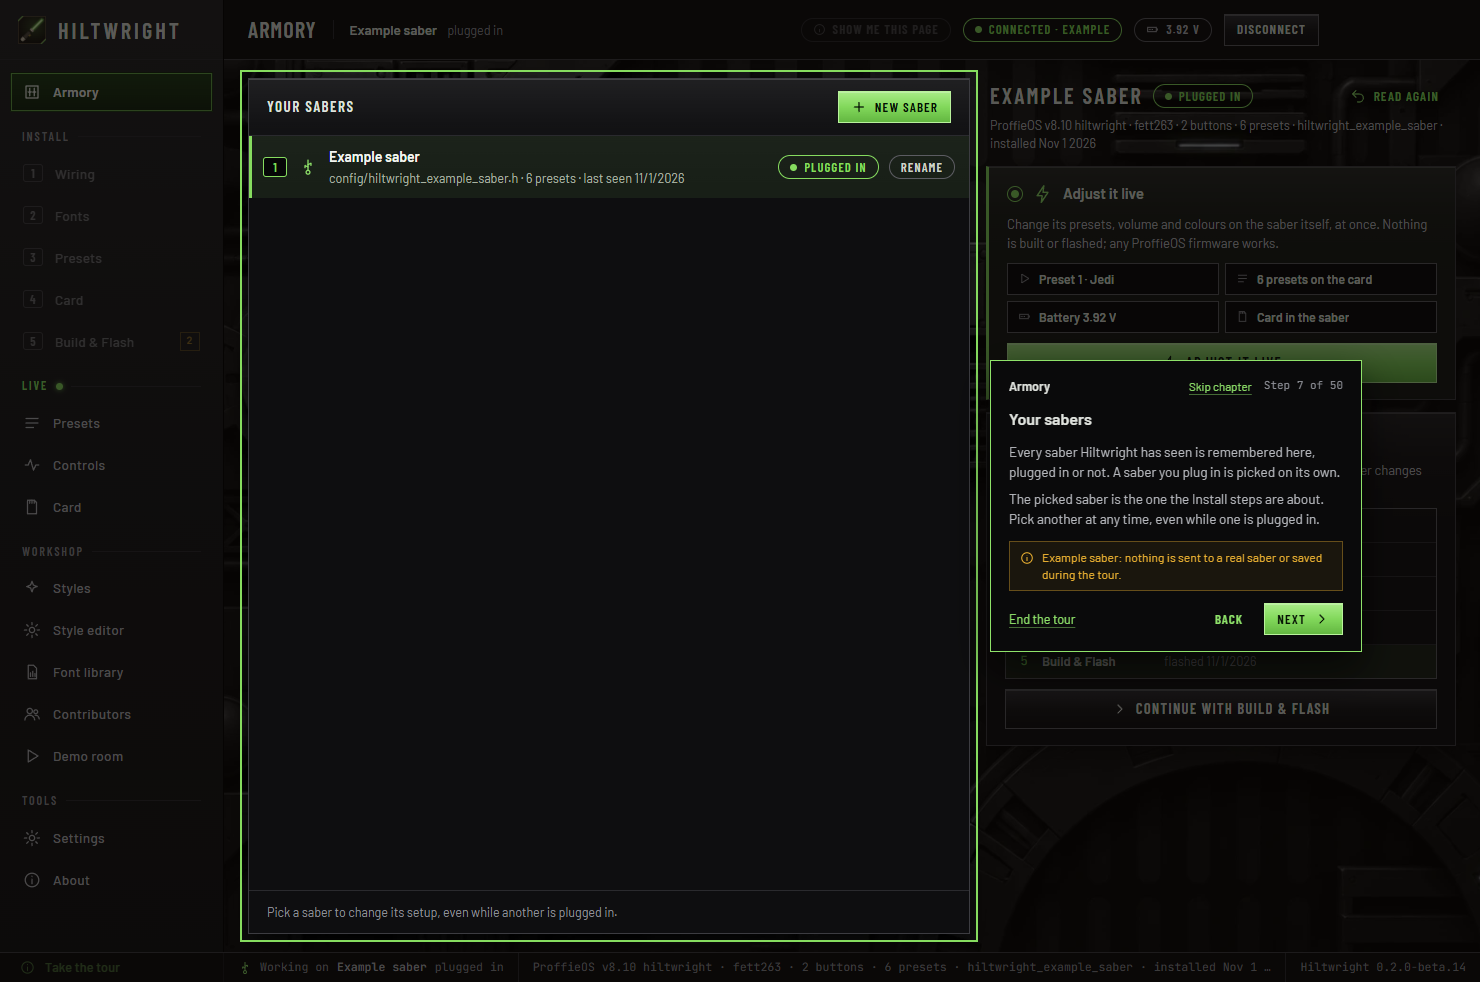 HILTWRIGHT
ARMORY
Example saber plugged in
SHOW ME THIS PAGE
CONNECTED · EXAMPLE
3.92 V
DISCONNECT
Armory
INSTALL
1 Wiring
2 Fonts
3 Presets
4 Card
5 Build & Flash 2
LIVE
Presets
Controls
Card
WORKSHOP
Styles
Style editor
Font library
Contributors
Demo room
TOOLS
Settings
About
Take the tour
YOUR SABERS
NEW SABER
1 Example saber
config/hiltwright_example_saber.h · 6 presets · last seen 11/1/2026
PLUGGED IN
RENAME
Pick a saber to change its setup, even while another is plugged in.
EXAMPLE SABER
PLUGGED IN
READ AGAIN
ProffieOS v8.10 hiltwright · fett263 · 2 buttons · 6 presets · hiltwright_example_saber ·
installed Nov 1 2026
Adjust it live
Change its presets, volume and colours on the saber itself, at once. Nothing
is built or flashed; any ProffieOS firmware works.
Preset 1 · Jedi
6 presets on the card
Battery 3.92 V
Card in the saber
ADJUST IT LIVE
Armory
Skip chapter
Step 7 of 50
Your sabers
Every saber Hiltwright has seen is remembered here,
plugged in or not. A saber you plug in is picked on its own.
The picked saber is the one the Install steps are about.
Pick another at any time, even while one is plugged in.
Example saber: nothing is sent to a real saber or saved
during the tour.
End the tour
BACK
NEXT
changes
5 Build & Flash flashed 11/1/2026
CONTINUE WITH BUILD & FLASH
Working on Example saber plugged in
ProffieOS v8.10 hiltwright · fett263 · 2 buttons · 6 presets · hiltwright_example_saber · installed Nov 1 …
Hiltwright 0.2.0-beta.14